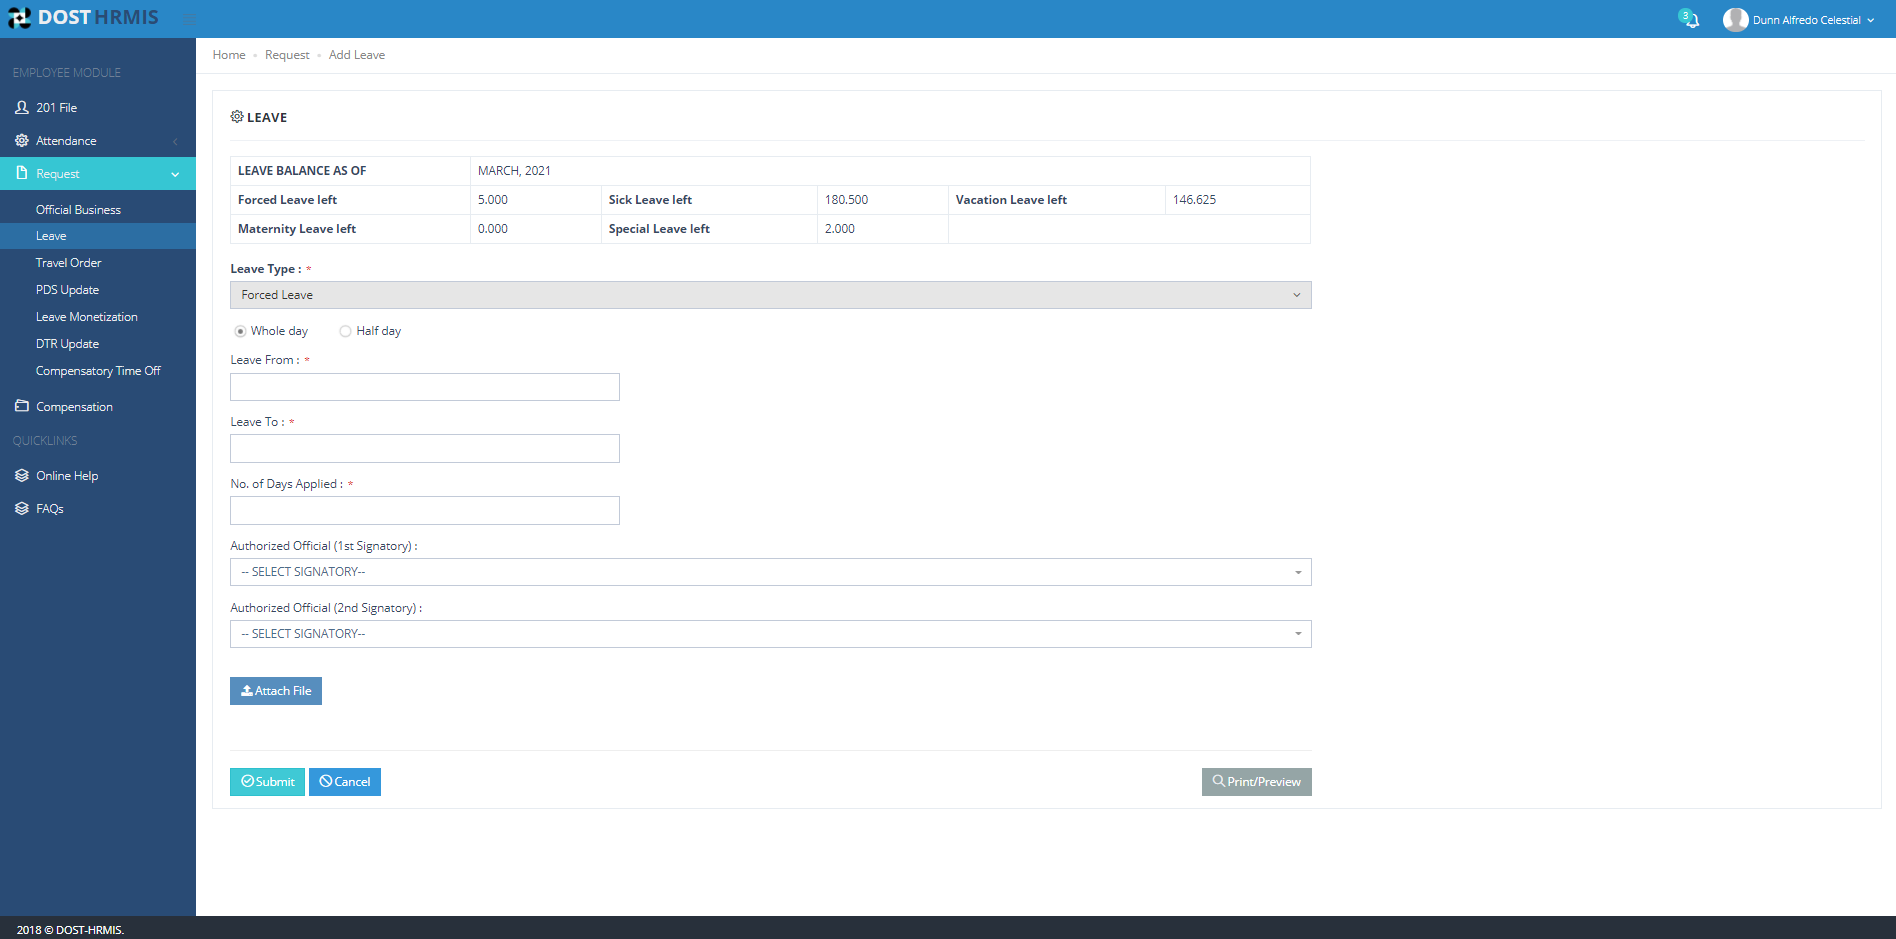 DOST HRMIS
3
Dunn Alfredo Celestial
Home • Request • Add Leave
EMPLOYEE MODULE
201 File
Attendance
Request
Official Business
Leave
Travel Order
PDS Update
Leave Monetization
DTR Update
Compensatory Time Off
Compensation
QUICKLINKS
Online Help
FAQs
LEAVE
LEAVE BALANCE AS OF MARCH, 2021
Forced Leave left 5.000 Sick Leave left 180.500 Vacation Leave left 146.625
Maternity Leave left 0.000 Special Leave left 2.000
Leave Type : *
Forced Leave
Whole day Half day
Leave From : *
Leave To : *
No. of Days Applied : *
Authorized Official (1st Signatory) :
-- SELECT SIGNATORY--
Authorized Official (2nd Signatory) :
-- SELECT SIGNATORY--
Attach File
Submit Cancel Print/Preview
2018 © DOST-HRMIS.